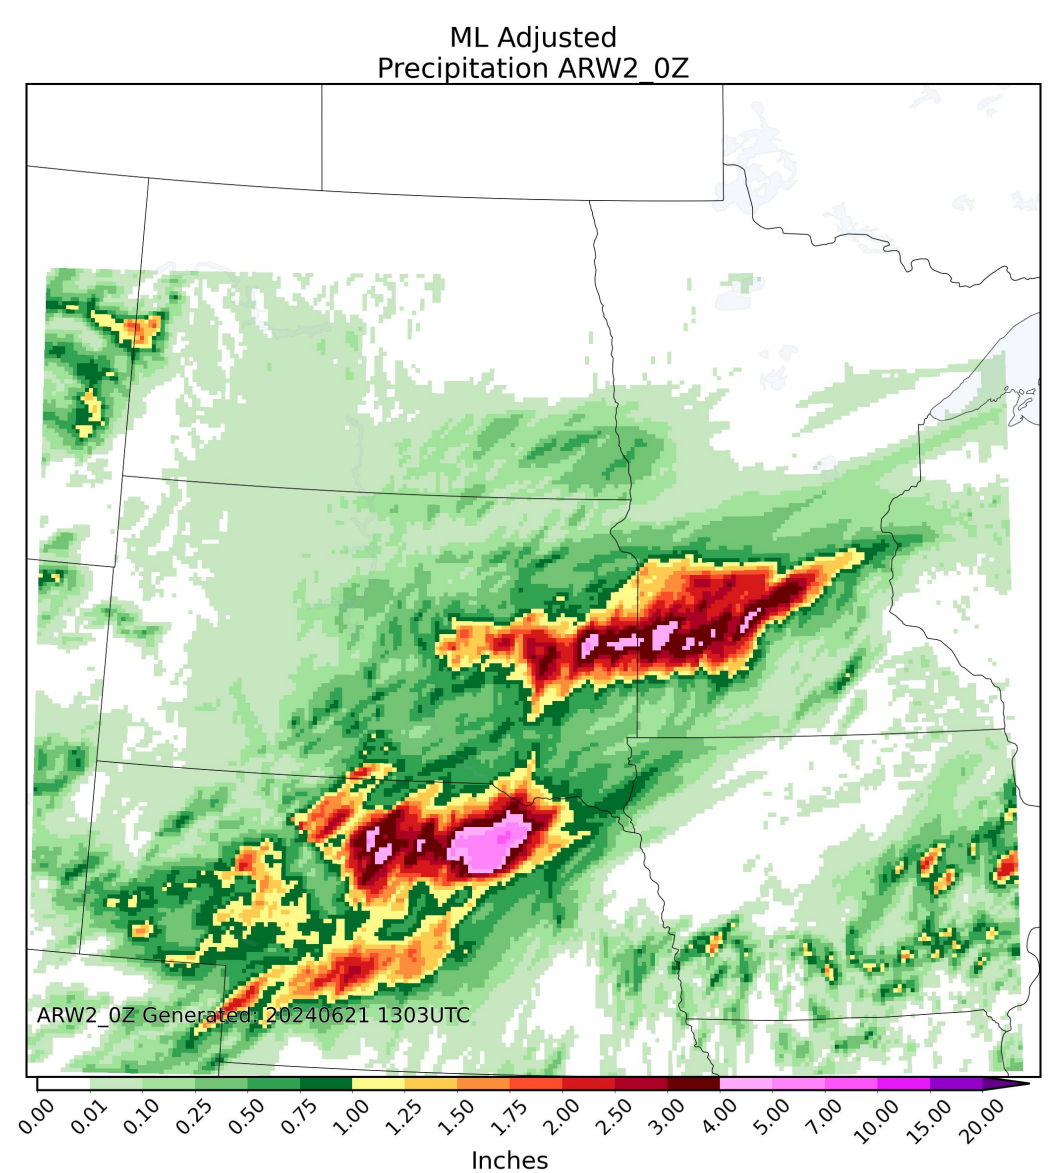 ML Adjusted
Precipitation ARW2_0Z
ARW2_0Z Generated: 20240621 1303UTC
0.00 0.01 0.10 0.25 0.50 0.75 1.00 1.25 1.50 1.75 2.00 2.50 3.00 4.00 5.00 7.00 10.00 15.00 20.00
Inches